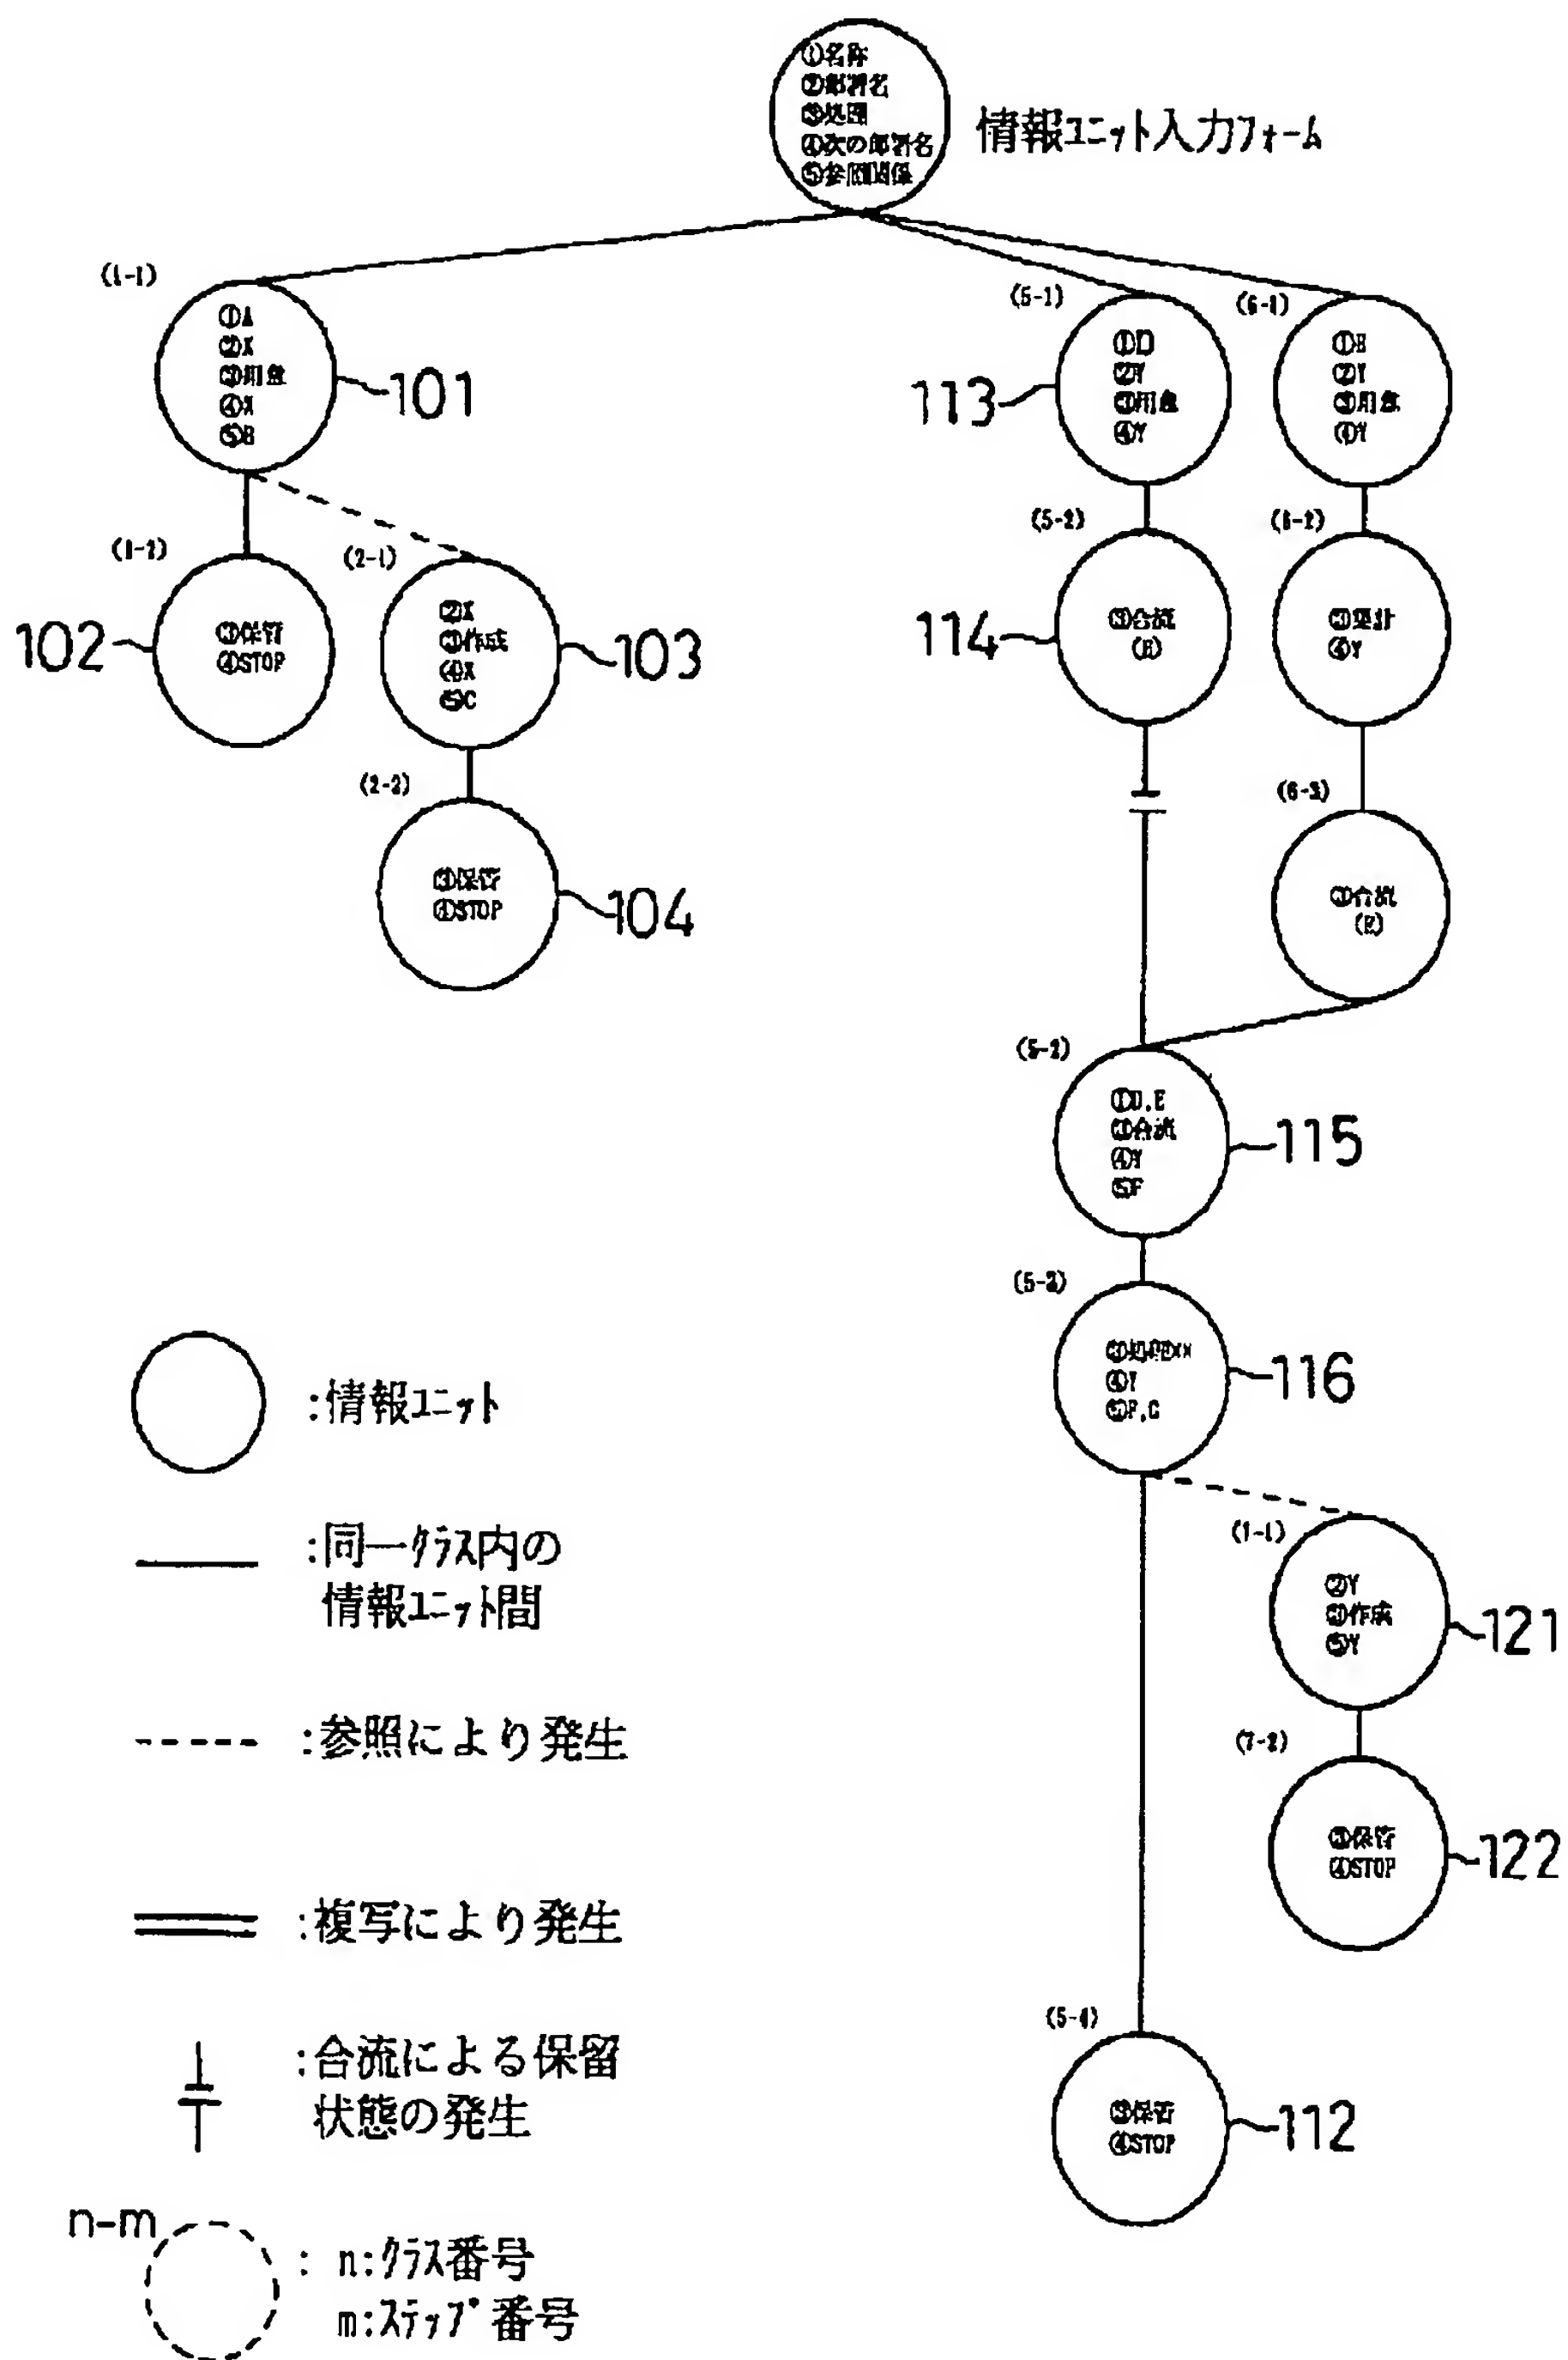 ①名称
②部署名
③処理
④次の部署名
⑤参照関係
情報ユニット入力フォーム
(1-1)
①A
②X
③用意
④X
⑤B
101
(5-1)
①D
②Y
③用意
④Y
113
(6-1)
①E
②Y
③用意
④Y
(1-2)
③保管
④STOP
102
(2-1)
②X
③作成
④X
⑤C
103
(5-2)
③合流
(E)
114
(6-2)
③集計
④Y
(2-2)
③保管
④STOP
104
(6-3)
③合流
(E)
(5-2)
①D,E
③合流
④Y
⑤F
115
(5-3)
④Y
116
:情報ユニット
:同一クラス内の
情報ユニット間
(7-1)
②Y
③作成
⑤Y
121
:参照により発生
(7-2)
③保管
④STOP
122
:複写により発生
(5-4)
③保管
④STOP
112
:合流による保留
状態の発生
n-m
: n:クラス番号
m:ステップ番号